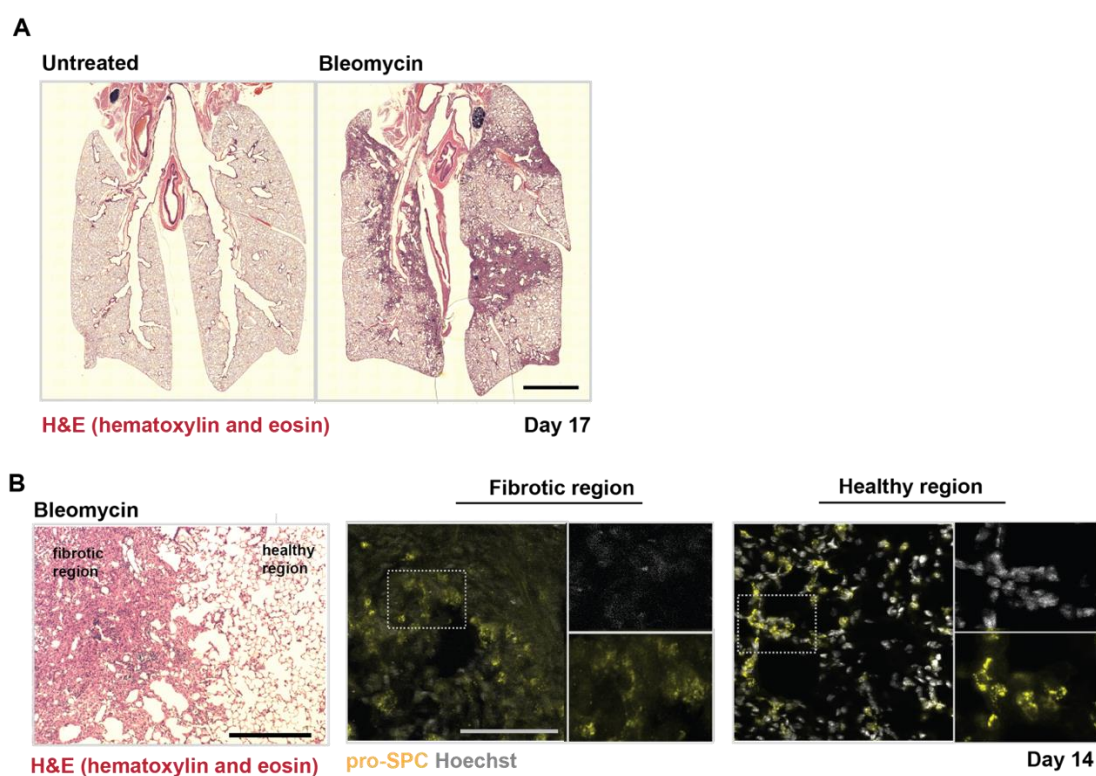 A
Untreated
Bleomycin
H&E (hematoxylin and eosin)
Day 17
B
Bleomycin
Fibrotic region
Healthy region
fibrotic
region
healthy
region
H&E (hematoxylin and eosin)
pro-SPC Hoechst
Day 14